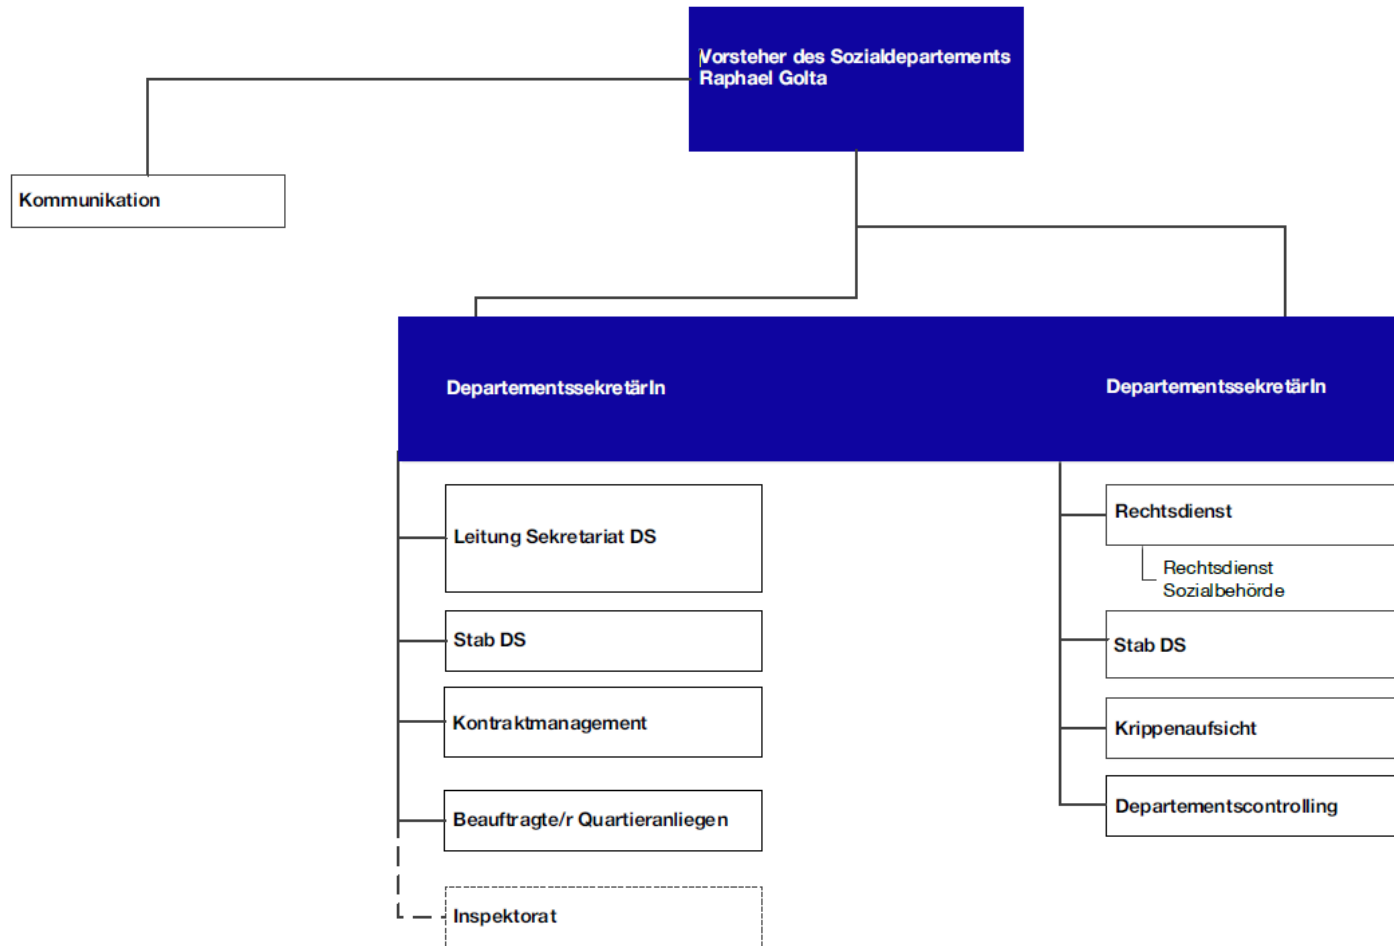 Vorsteher des Sozialdepartements
Raphael Golta
Kommunikation
DepartementssekretärIn
DepartementssekretärIn
Leitung Sekretariat DS
Stab DS
Kontraktmanagement
Beauftragte/r Quartieranliegen
Inspektorat
Rechtsdienst
Rechtsdienst
Sozialbehörde
Stab DS
Krippenaufsicht
Departementscontrolling